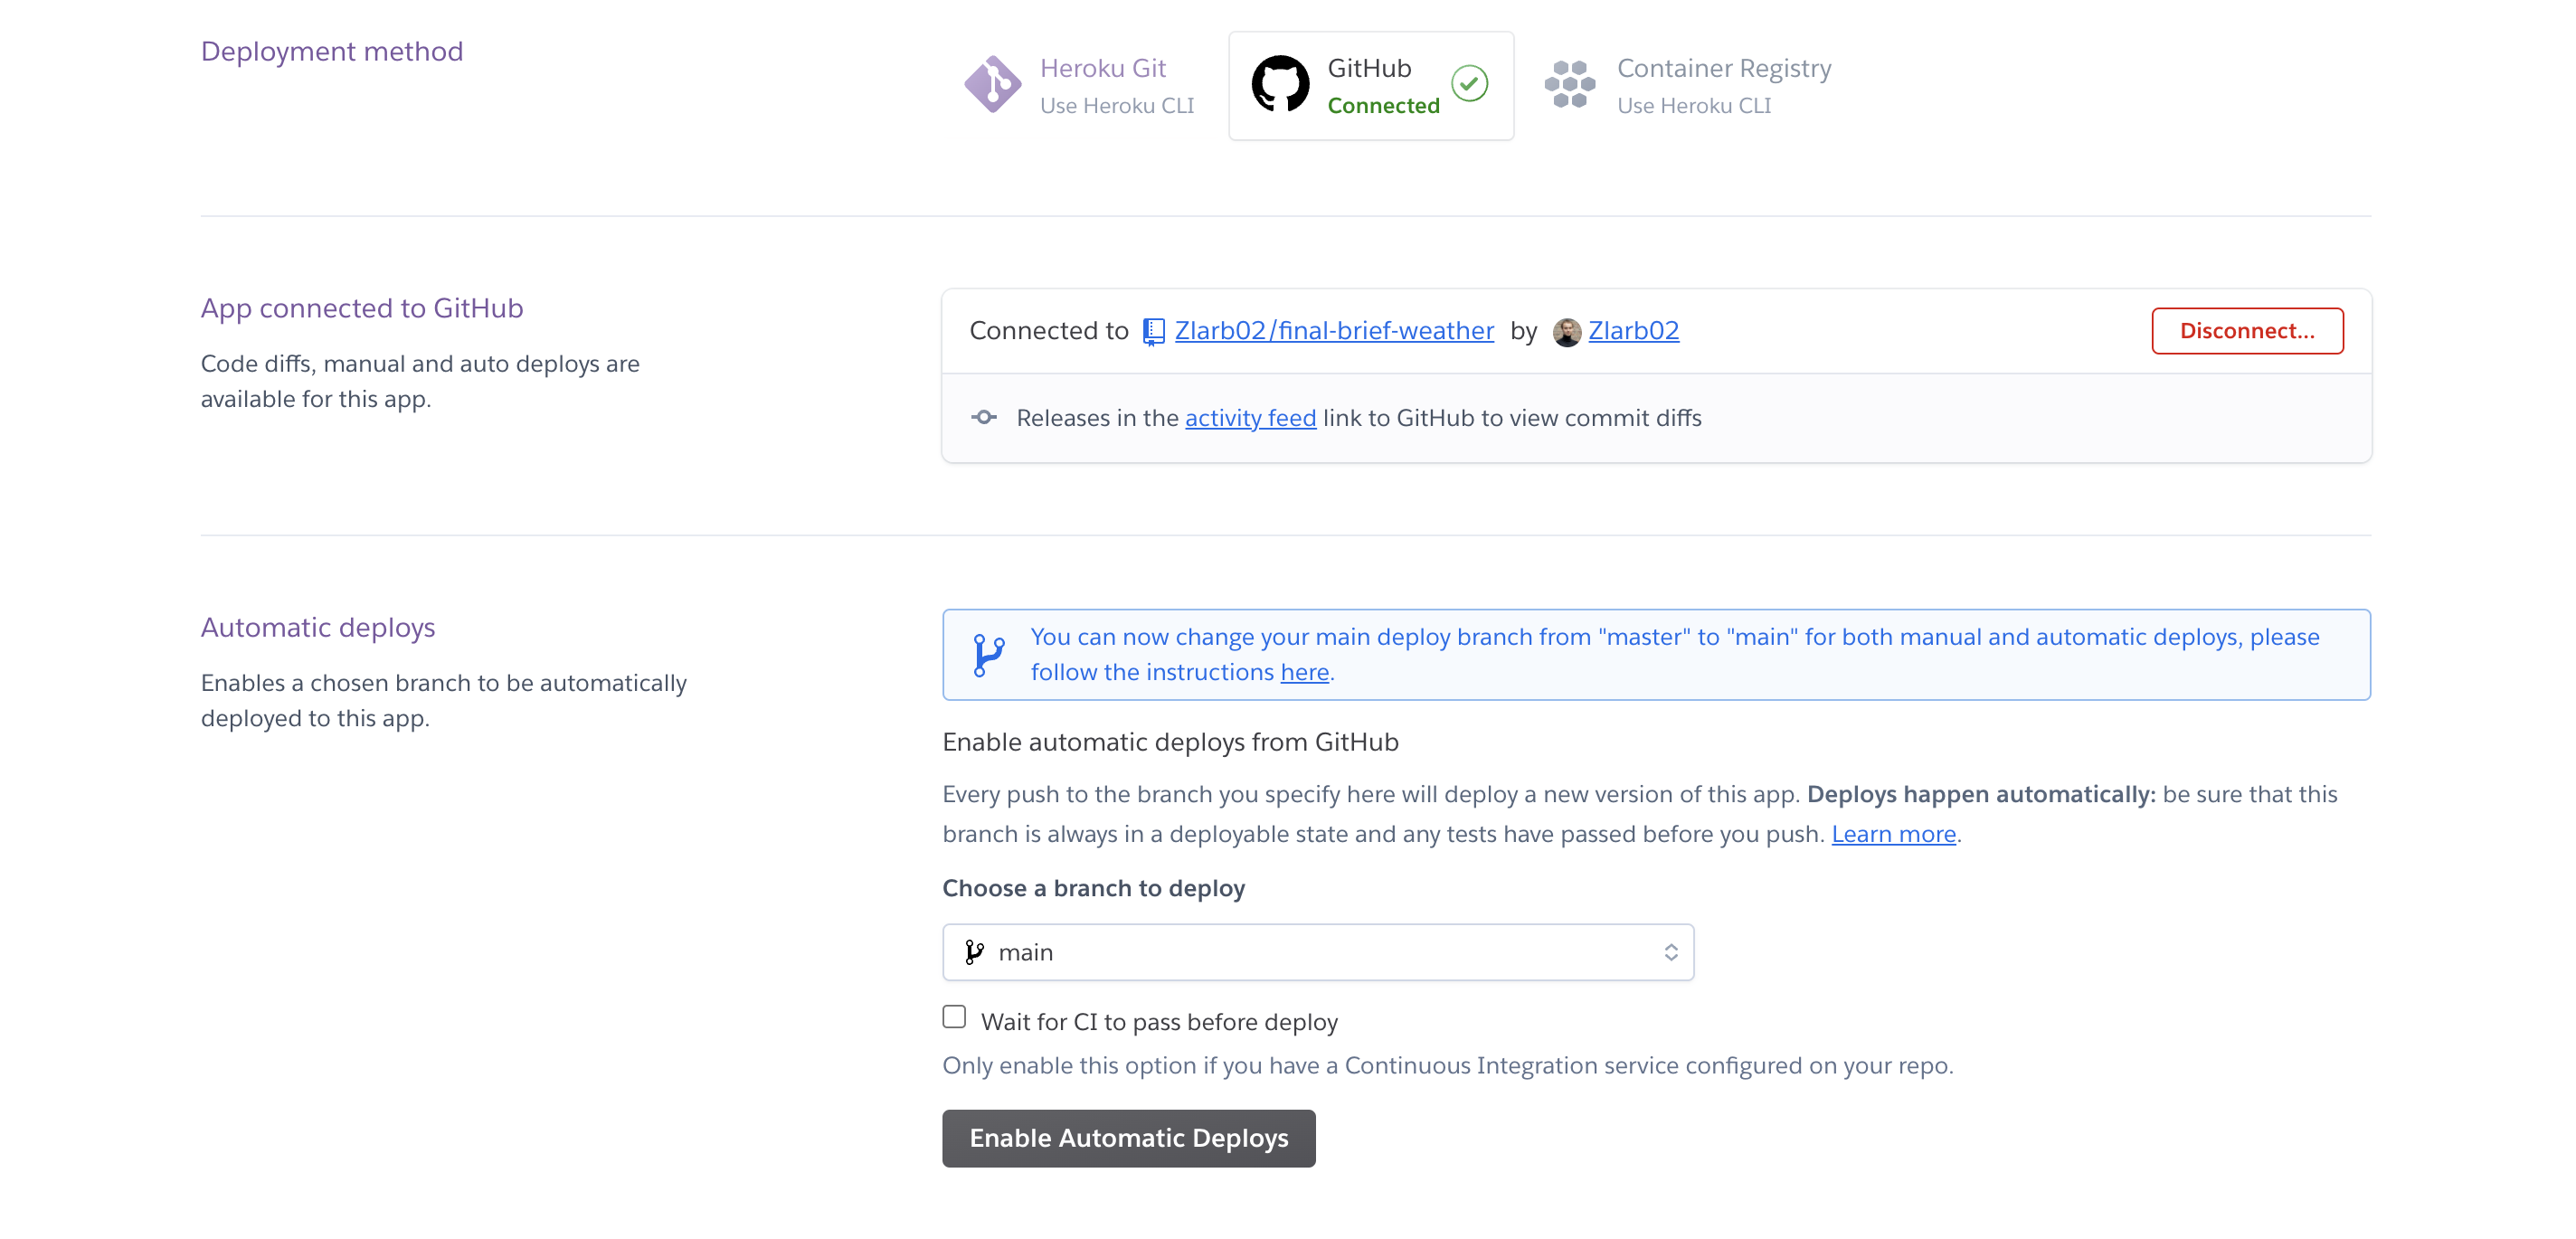 Deployment method
Heroku Git
Use Heroku CLI
GitHub
Connected
Container Registry
Use Heroku CLI
App connected to GitHub
Code diffs, manual and auto deploys are
available for this app.
Connected to Zlarb02/final-brief-weather by Zlarb02
Disconnect...
Releases in the activity feed link to GitHub to view commit diffs
Automatic deploys
Enables a chosen branch to be automatically
deployed to this app.
You can now change your main deploy branch from "master" to "main" for both manual and automatic deploys, please
follow the instructions here.
Enable automatic deploys from GitHub
Every push to the branch you specify here will deploy a new version of this app. Deploys happen automatically: be sure that this
branch is always in a deployable state and any tests have passed before you push. Learn more.
Choose a branch to deploy
main
Wait for CI to pass before deploy
Only enable this option if you have a Continuous Integration service configured on your repo.
Enable Automatic Deploys